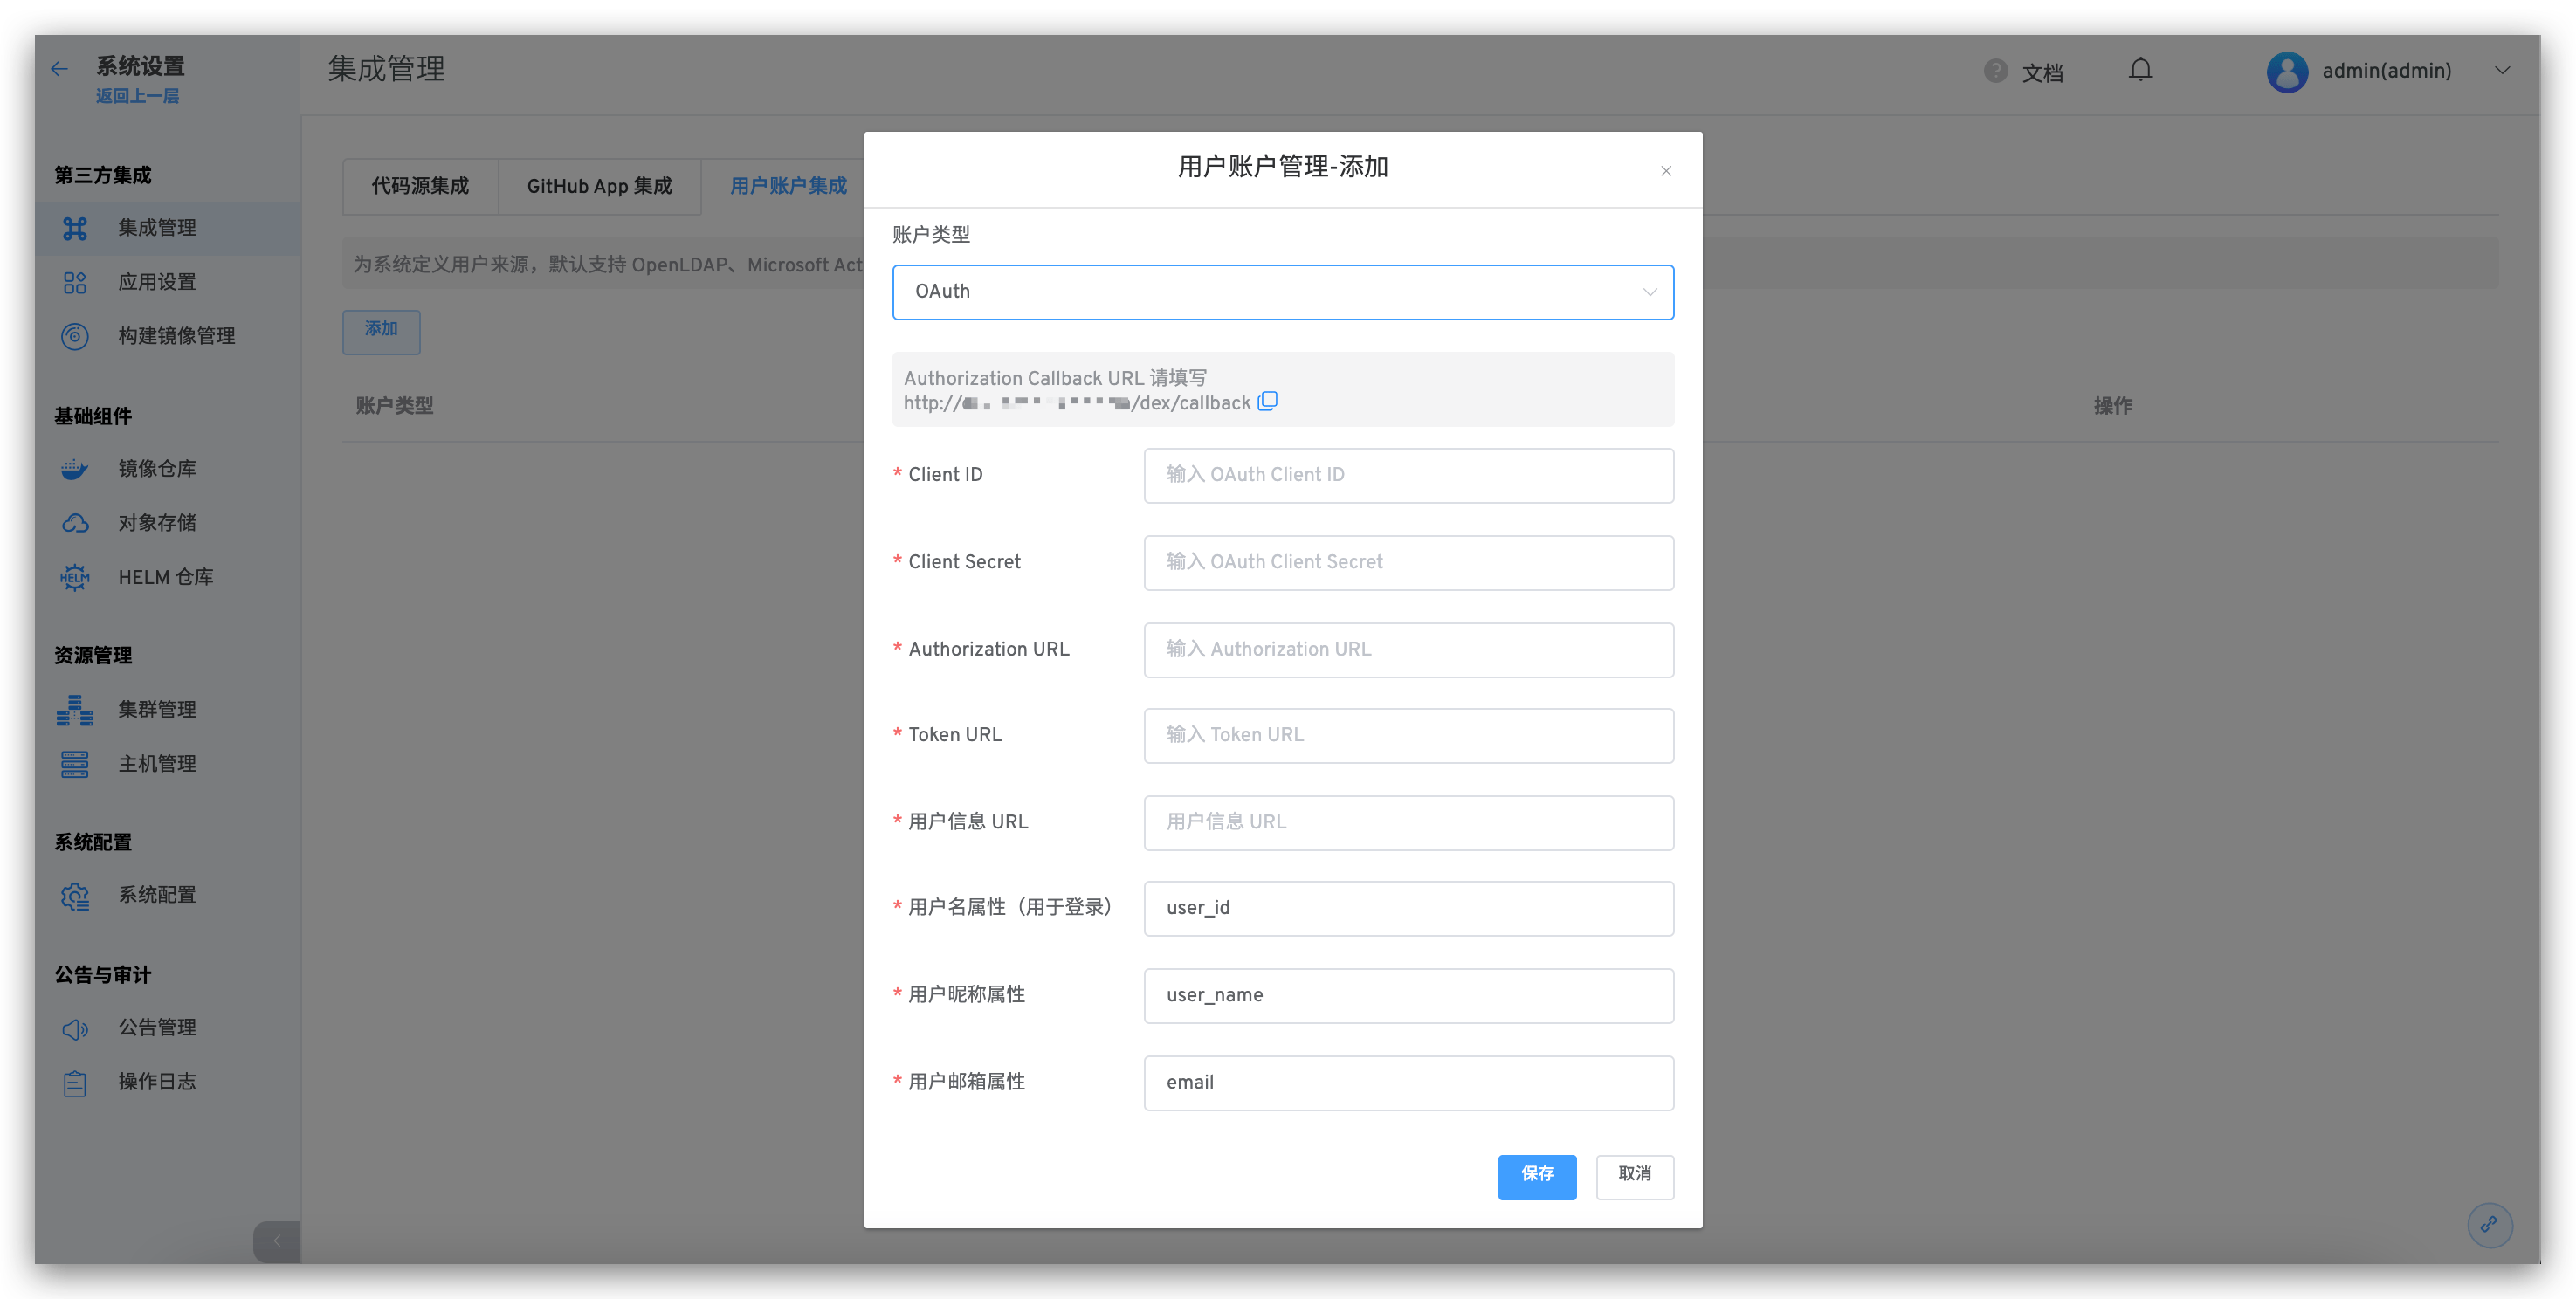 系统设置
返回上一层
第三方集成
集成管理
应用设置
构建镜像管理
基础组件
镜像仓库
对象存储
HELM
HELM 仓库
资源管理
集群管理
主机管理
系统配置
系统配置
公告与审计
公告管理
操作日志
集成管理
? 文档
admin(admin)
代码源集成
GitHub App 集成
用户账户集成
为系统定义用户来源，默认支持 OpenLDAP、Microsoft Act
添加
账户类型
操作
用户账户管理-添加
账户类型
OAuth
Authorization Callback URL 请填写
http:// /dex/callback
* Client ID
输入 OAuth Client ID
* Client Secret
输入 OAuth Client Secret
* Authorization URL
输入 Authorization URL
* Token URL
输入 Token URL
* 用户信息 URL
用户信息 URL
* 用户名属性（用于登录）
user_id
* 用户昵称属性
user_name
* 用户邮箱属性
email
保存
取消